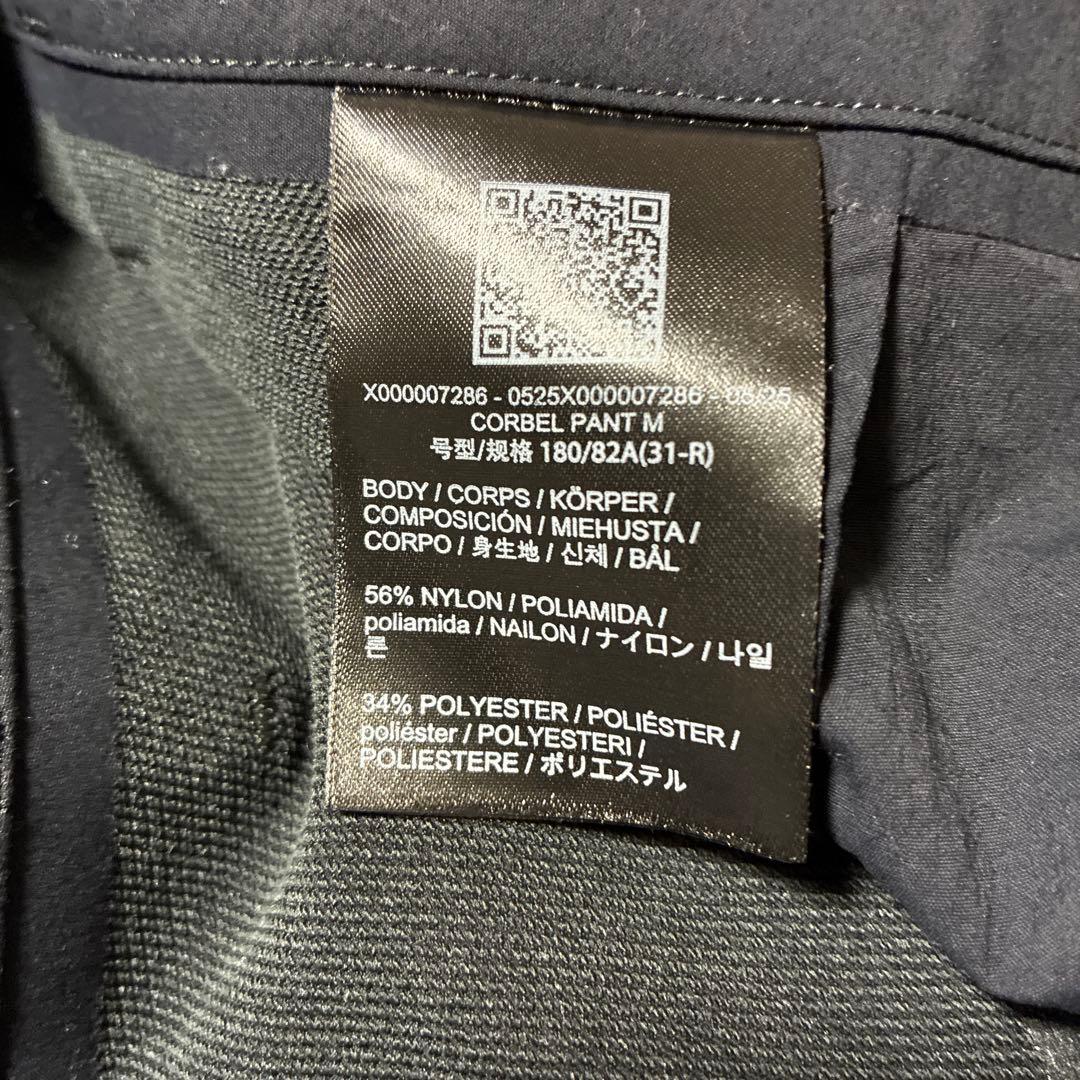 X000007286 - 0525X000007286 - 05/25
CORBEL PANT M
号型/规格 180/82A(31-R)
BODY / CORPS / KÖRPER /
COMPOSICIÓN / MIEHUSTA /
CORPO / 身生地 / 신체 / BÅL
56% NYLON / POLIAMIDA /
poliamida / NAILON / ナイロン / 나일
론
34% POLYESTER / POLIÉSTER /
poliéster / POLYESTERI /
POLIESTERE / ポリエステル